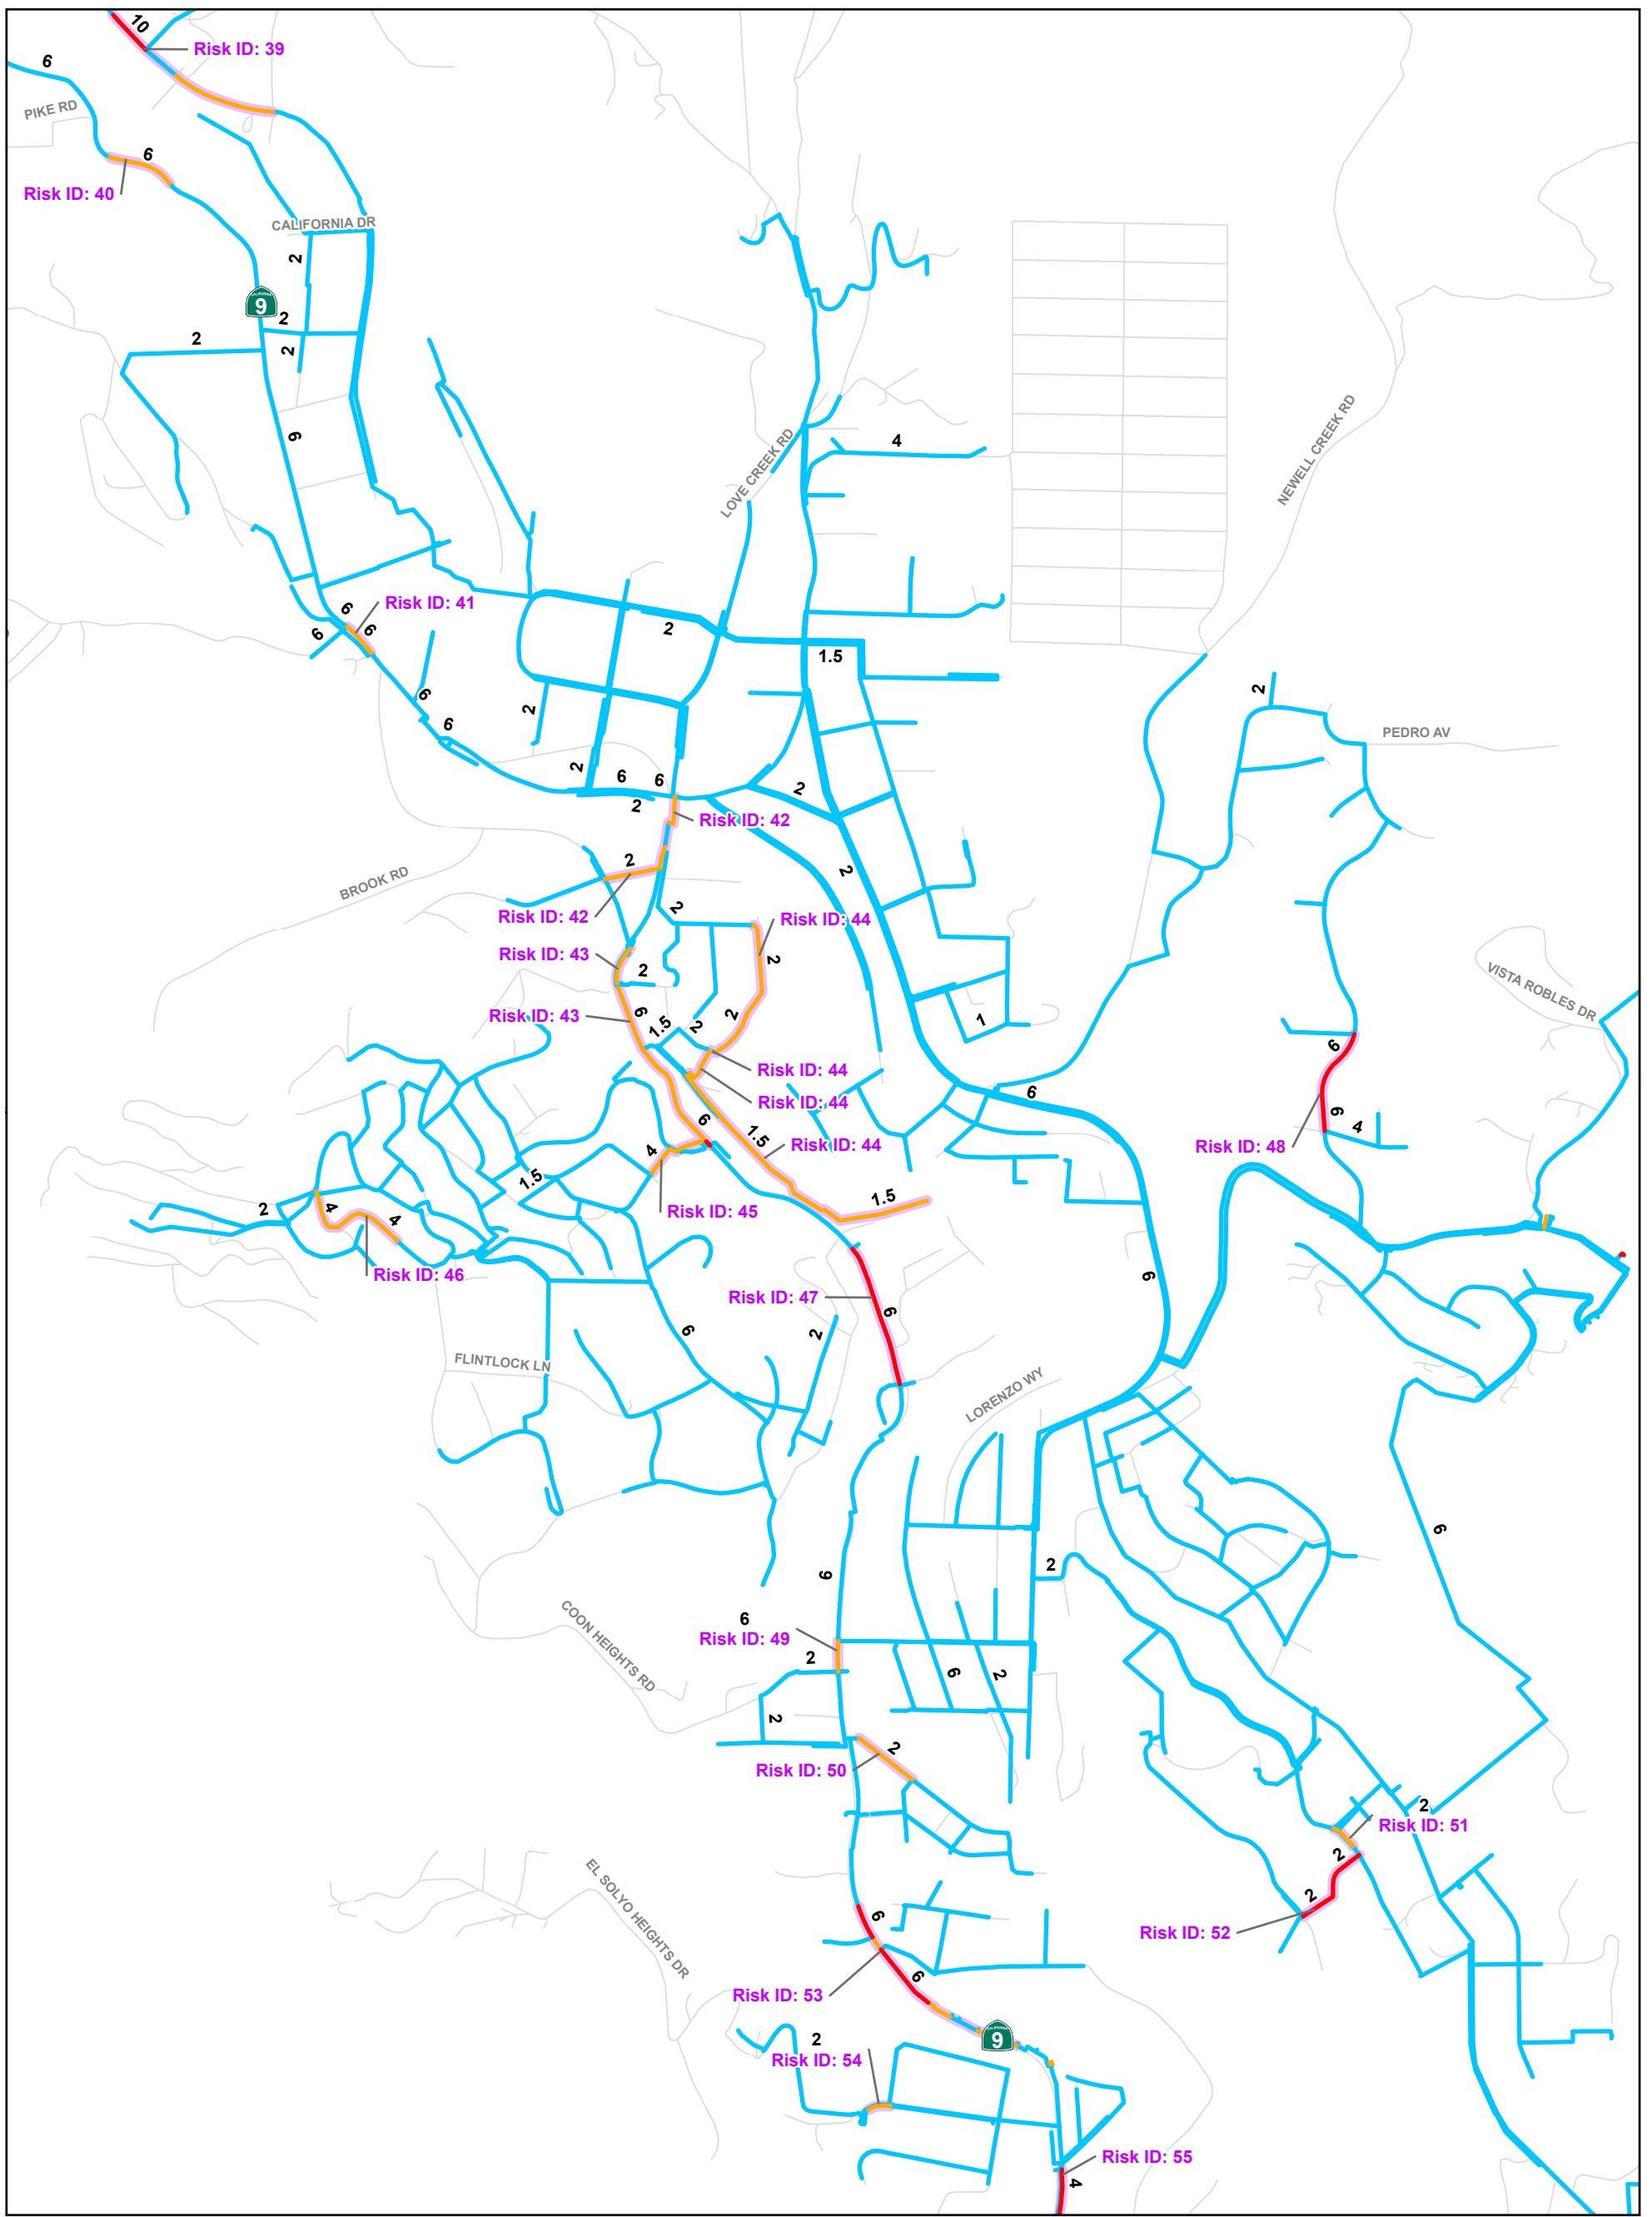 10
Risk ID: 39
6
PIKE RD
6
Risk ID: 40
CALIFORNIA DR
2
CALIFORNIA
9
2
2
2
6
LOVE CREEK RD
4
NEWELL CREEK RD
Risk ID: 41
6
6
6
2
1.5
6
6
2
2
PEDRO AV
2
6
6
2
2
Risk ID: 42
2
BROOK RD
2
Risk ID: 42
2
Risk ID: 44
Risk ID: 43
2
2
VISTA ROBLES DR
Risk ID: 43
6
1.5
2
2
1
6
Risk ID: 44
6
Risk ID: 44
6
4
6
1.5
Risk ID: 44
Risk ID: 48
4
1.5
Risk ID: 45
1.5
2
4
4
Risk ID: 46
6
Risk ID: 47
6
2
6
FLINTLOCK LN
LORENZO WY
6
2
6
COON HEIGHTS RD
6
Risk ID: 49
2
6
2
2
2
Risk ID: 50
2
Risk ID: 51
2
EL SOLYO HEIGHTS DR
2
6
Risk ID: 52
6
Risk ID: 53
CALIFORNIA
9
2
Risk ID: 54
Risk ID: 55
4